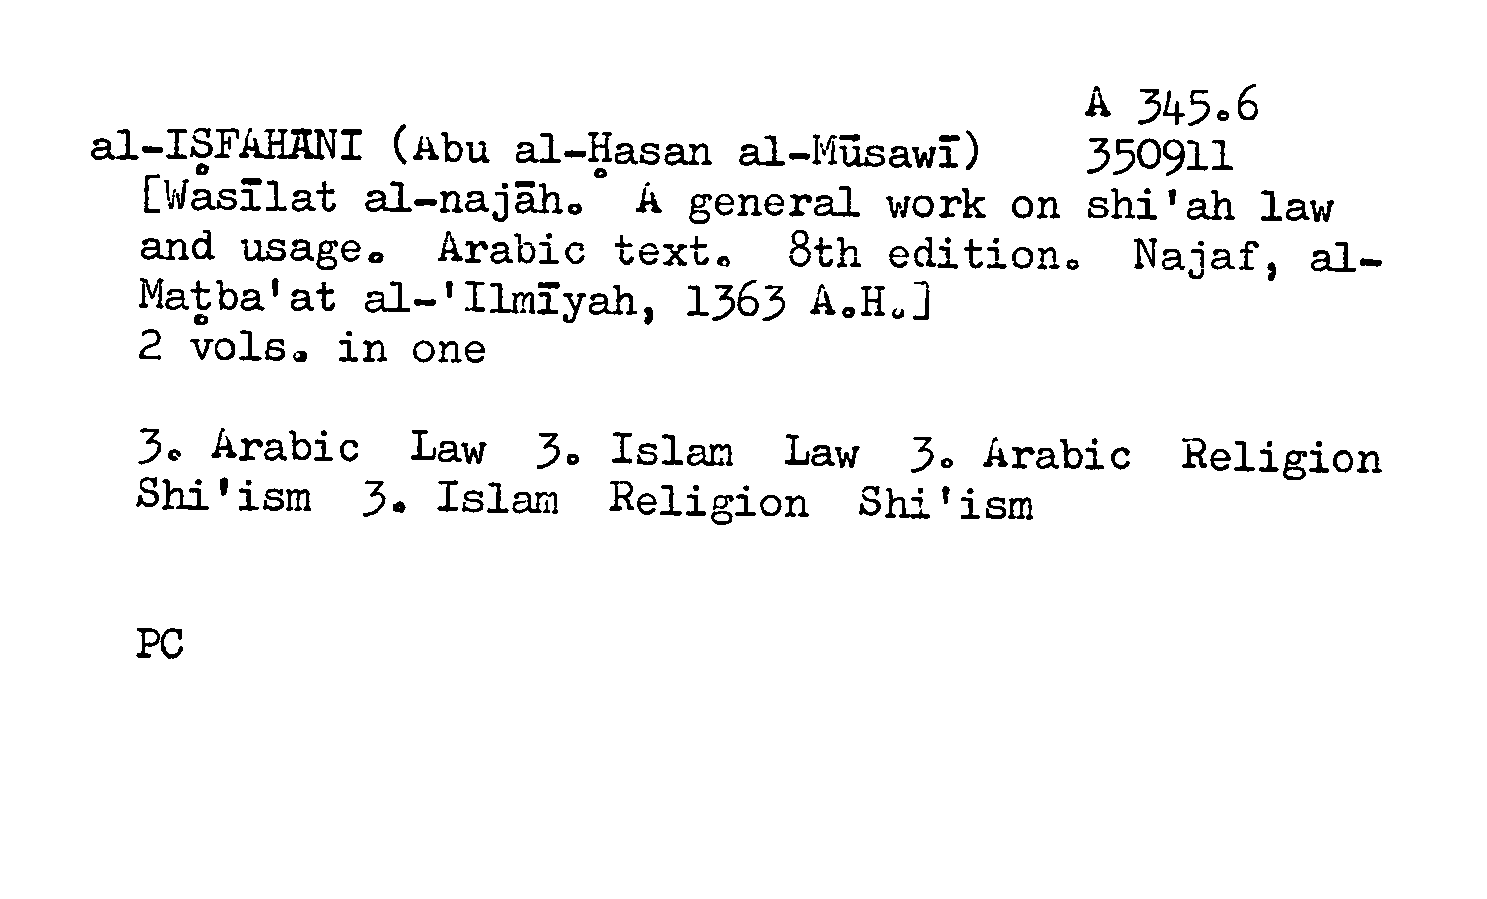 A 345.6
al-IṢFAHĀNI (Abu al-Ḥasan al-Mūsawī) 350911
[Wasīlat al-najāh. A general work on shi'ah law
and usage. Arabic text. 8th edition. Najaf, al-
Maṭba'at al-'Ilmīyah, 1363 A.H.]
2 vols. in one
3. Arabic Law 3. Islam Law 3. Arabic Religion
Shi'ism 3. Islam Religion Shi'ism
PC